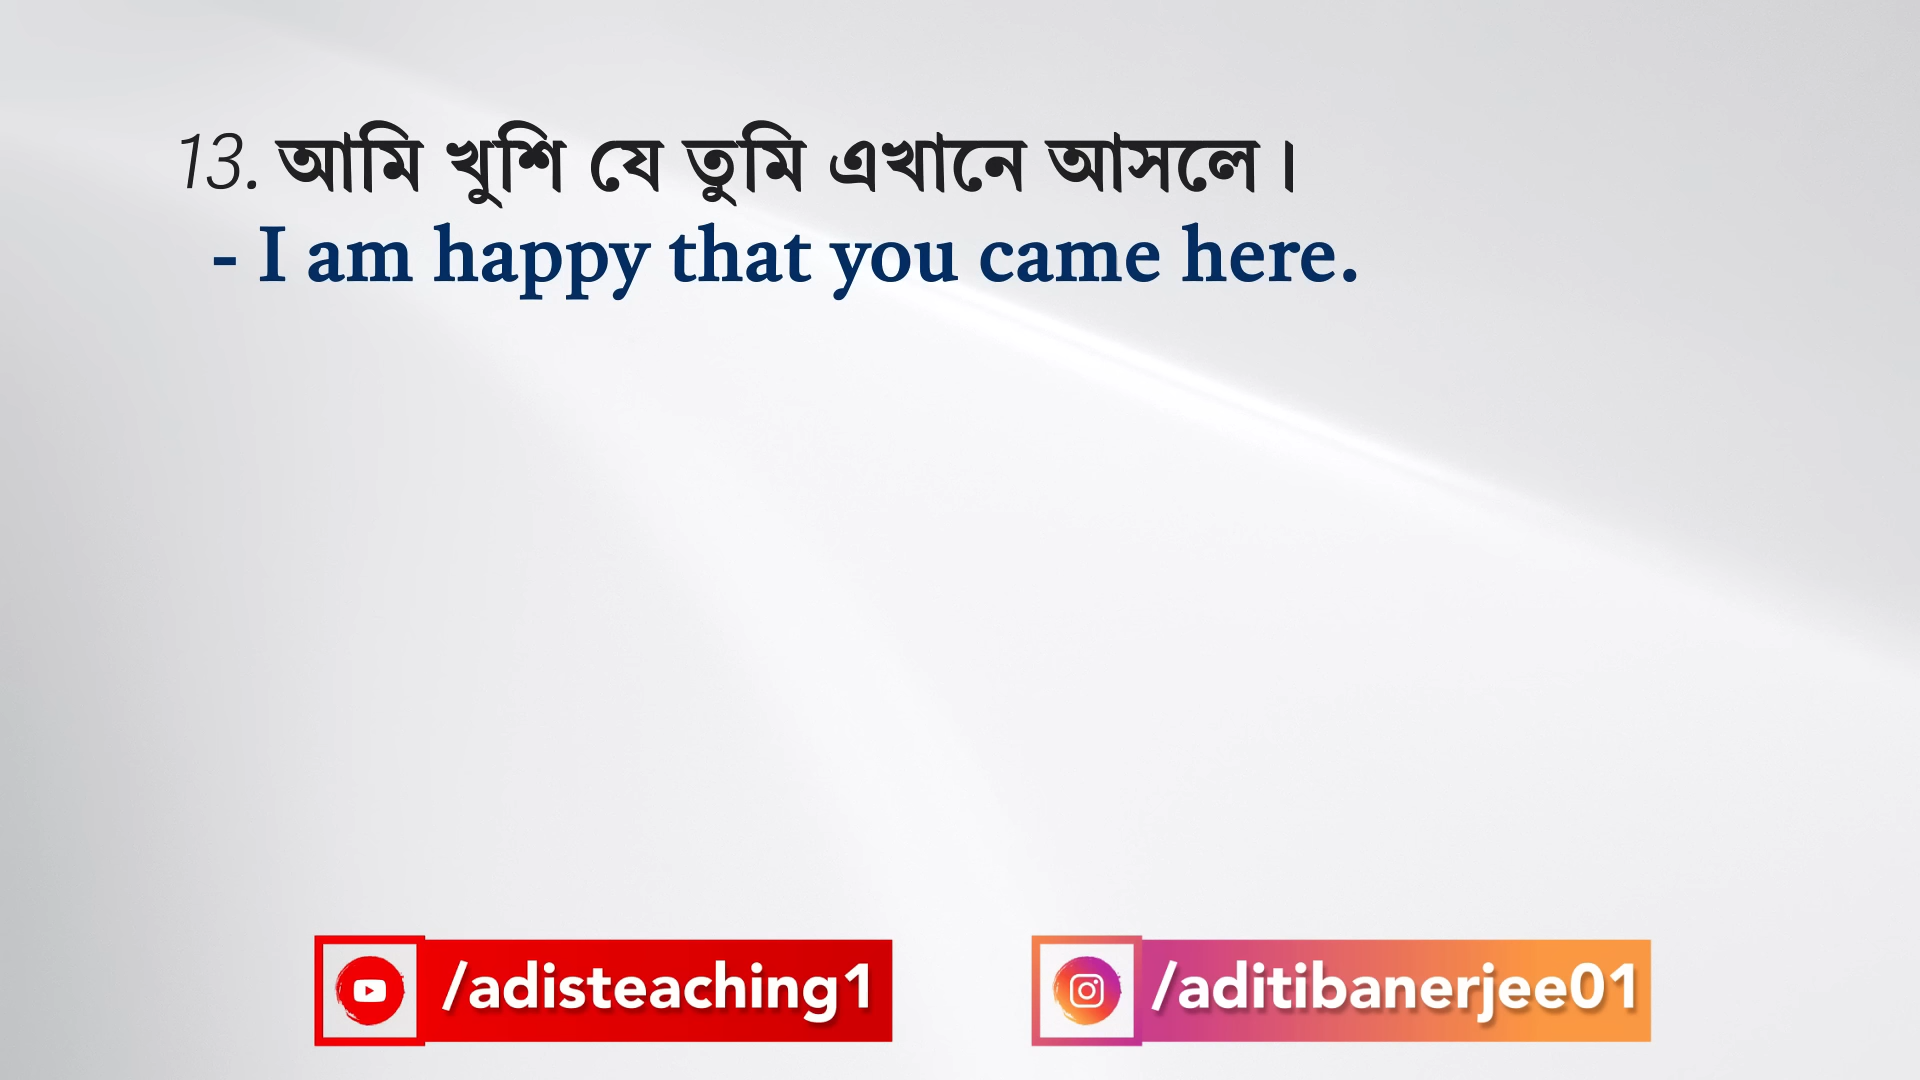 13. আমি খুশি যে তুমি এখানে আসলে।
- I am happy that you came here.
/adisteaching1
/aditibanerjee01